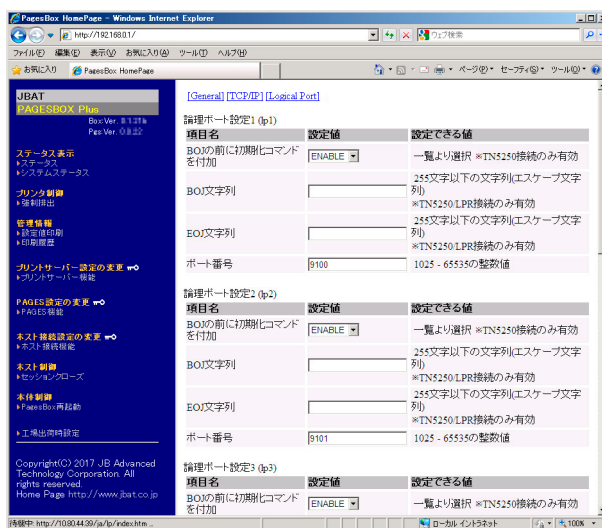 PagesBox HomePage - Windows Internet Explorer
http://192.168.0.1/
ウェブ検索
ファイル(F) 編集(E) 表示(V) お気に入り(A) ツール(T) ヘルプ(H)
お気に入り PagesBox HomePage
ページ(P) セーフティ(S) ツール(O)
JBAT
PAGESBOX Plus
Box Ver.
Pgs Ver.
ステータス表示
ステータス
システムステータス
プリンタ制御
強制排出
管理情報
設定値印刷
印刷履歴
プリントサーバー設定の変更
プリントサーバー機能
PAGES設定の変更
PAGES機能
ホスト接続設定の変更
ホスト接続機能
ホスト制御
セッションクローズ
本体制御
PagesBox再起動
工場出荷時設定
Copyright(C) 2017 JB Advanced
Technology Corporation. All
rights reserved.
Home Page http://www.jbat.co.jp
[General] [TCP/IP] [Logical Port]
論理ポート設定1 (lp1)
項目名 設定値 設定できる値
BOJの前に初期化コマンド
を付加
ENABLE
一覧より選択 ※TN5250接続のみ有効
BOJ文字列
255文字以下の文字列(エスケープ文字
列)
※TN5250/LPR接続のみ有効
EOJ文字列
255文字以下の文字列(エスケープ文字
列)
※TN5250/LPR接続のみ有効
ポート番号 9100 1025 - 65535の整数値
論理ポート設定2 (lp2)
項目名 設定値 設定できる値
BOJの前に初期化コマンド
を付加
ENABLE
一覧より選択 ※TN5250接続のみ有効
BOJ文字列
255文字以下の文字列(エスケープ文字
列)
※TN5250/LPR接続のみ有効
EOJ文字列
255文字以下の文字列(エスケープ文字
列)
※TN5250/LPR接続のみ有効
ポート番号 9101 1025 - 65535の整数値
論理ポート設定3 (lp3)
項目名 設定値 設定できる値
BOJの前に初期化コマンド
を付加
ENABLE
一覧より選択 ※TN5250接続のみ有効
待機中: http://10.80.44.39/ja/lp/index.htm ...
ローカル イントラネット
100%